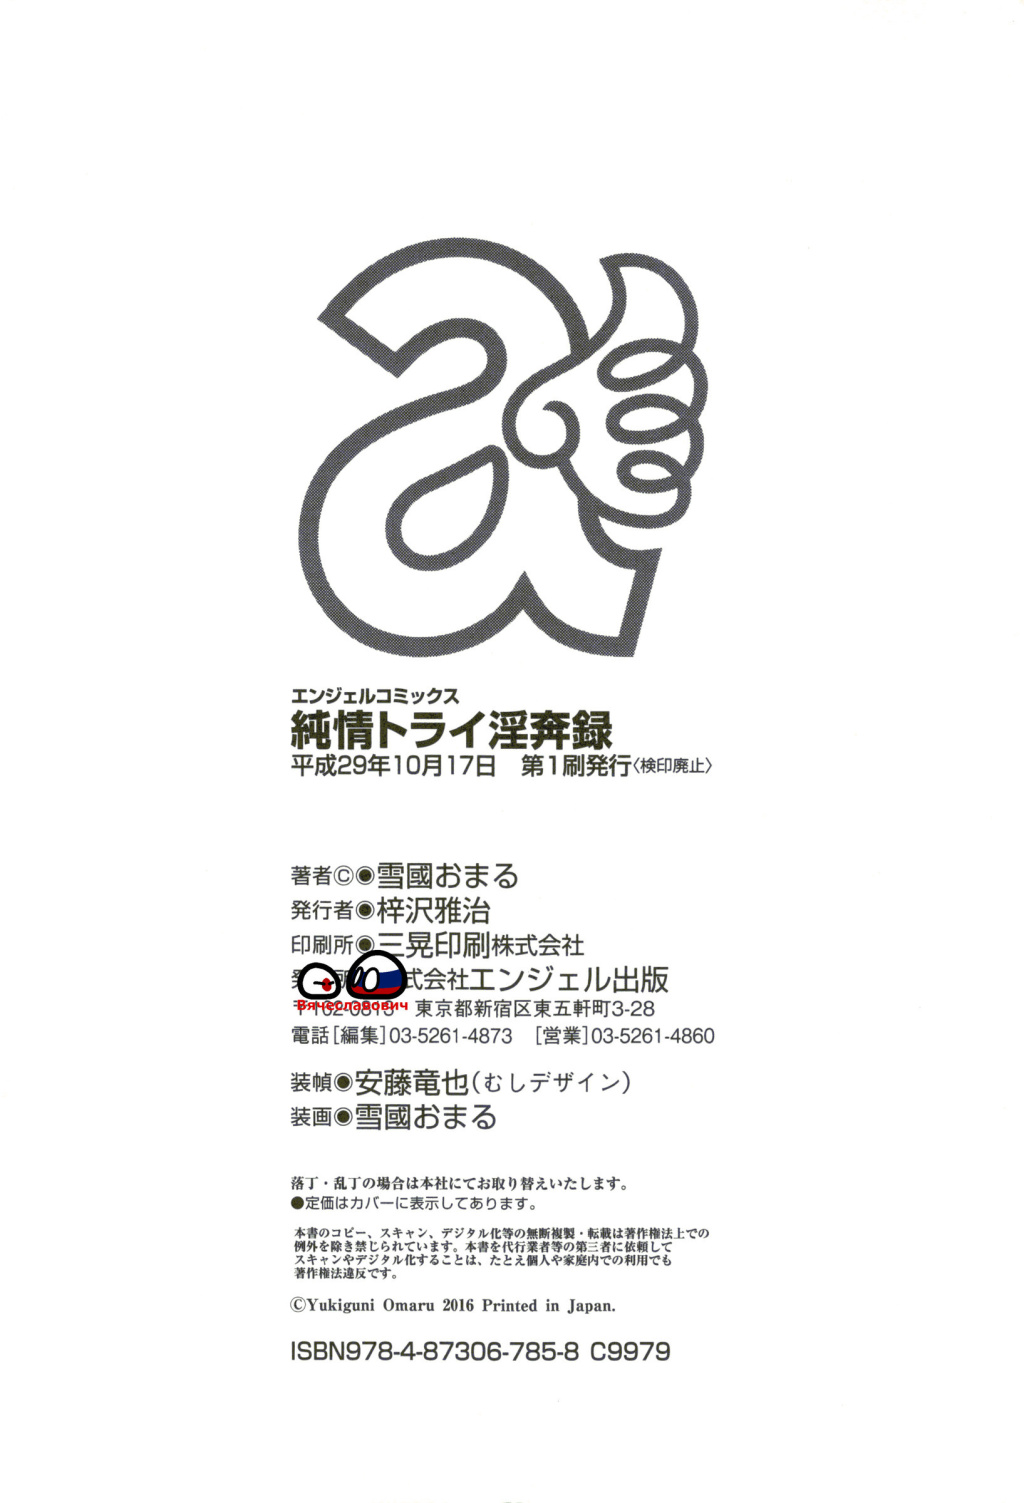 エンジェルコミックス
純情トライ淫奔録
平成29年10月17日　第1刷発行〈検印廃止〉
著者©◉雪國おまる
発行者◉梓沢雅治
印刷所◉三晃印刷株式会社
式会社エンジェル出版
〒162-0815　東京都新宿区東五軒町3-28
Вячеславович
電話[編集]03-5261-4873　[営業]03-5261-4860
装幀◉安藤竜也(むしデザイン)
装画◉雪國おまる
落丁・乱丁の場合は本社にてお取り替えいたします。
●定価はカバーに表示してあります。
本書のコピー、スキャン、デジタル化等の無断複製・転載は著作権法上での
例外を除き禁じられています。本書を代行業者等の第三者に依頼して
スキャンやデジタル化することは、たとえ個人や家庭内での利用でも
著作権法違反です。
©Yukiguni Omaru 2016 Printed in Japan.
ISBN978-4-87306-785-8 C9979